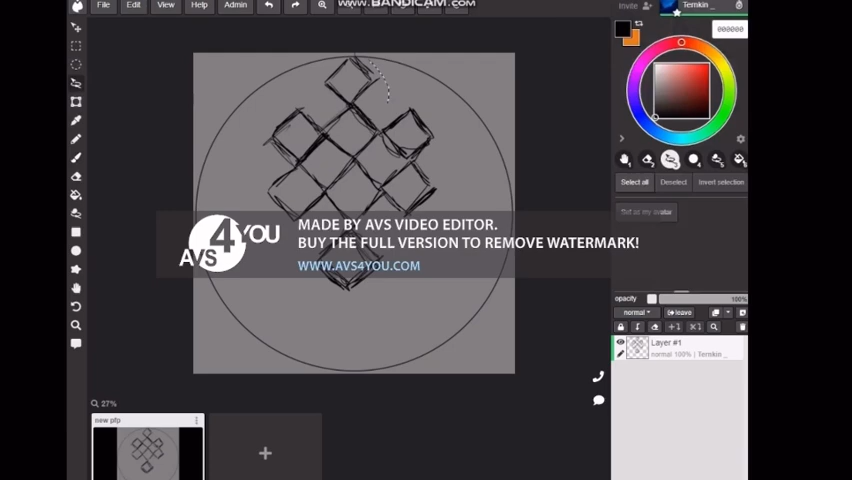 WWW.BANDICAM.COM
File Edit View Help Admin
Invite
Ternkin _
000000
Select all Deselect Invert selection
Set as my avatar
AVS 4 YOU
MADE BY AVS VIDEO EDITOR.
BUY THE FULL VERSION TO REMOVE WATERMARK!
WWW.AVS4YOU.COM
opacity 100%
normal leave
Layer #1
normal 100% | Ternkin _
27%
new pfp